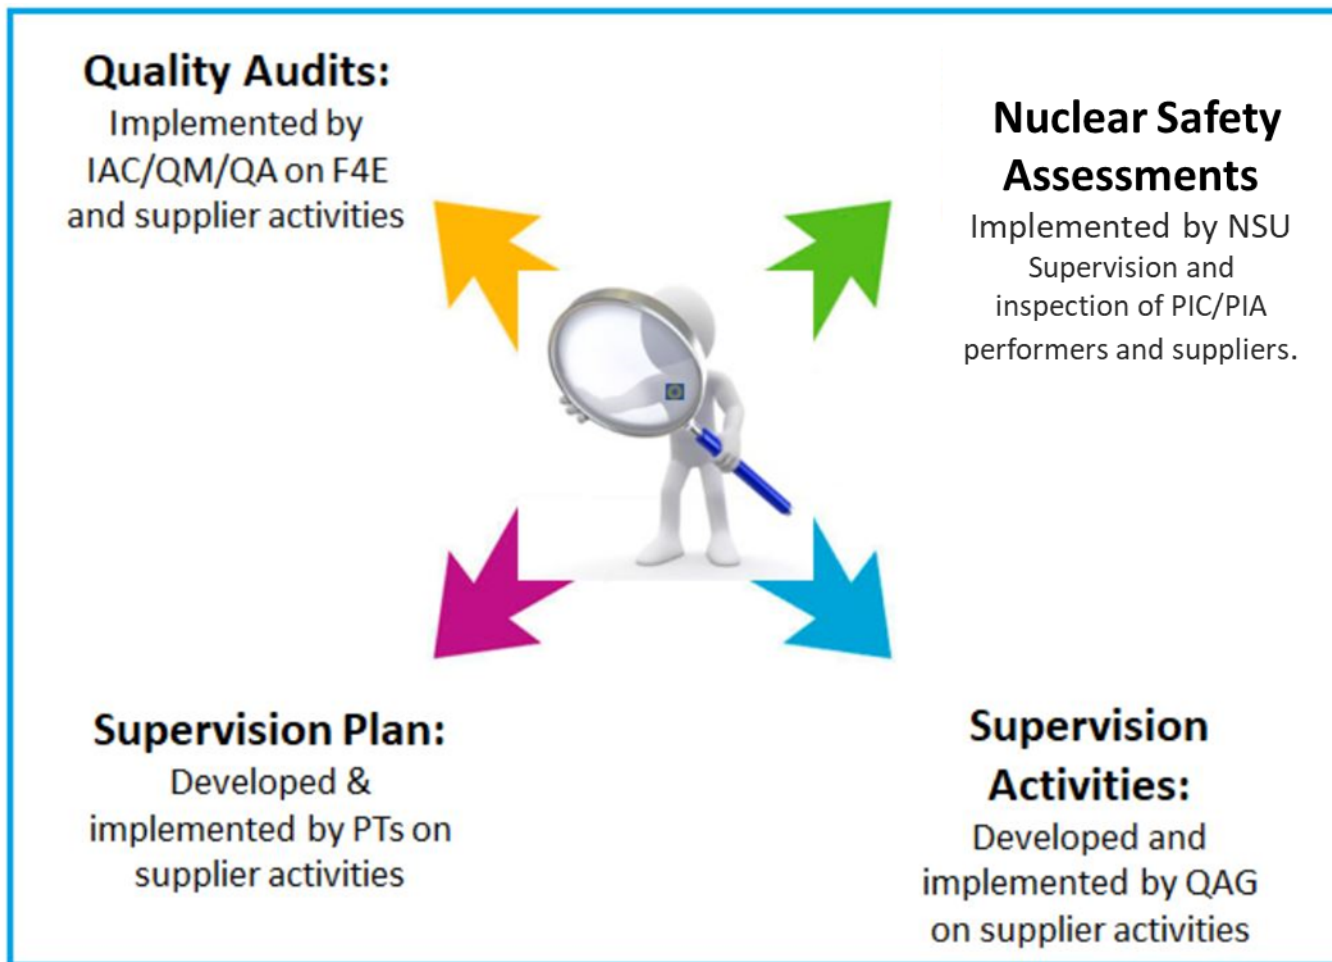 Quality Audits:
Implemented by
IAC/QM/QA on F4E
and supplier activities
Nuclear Safety
Assessments
Implemented by NSU
Supervision and
inspection of PIC/PIA
performers and suppliers.
Supervision Plan:
Developed &
implemented by PTs on
supplier activities
Supervision
Activities:
Developed and
implemented by QAG
on supplier activities